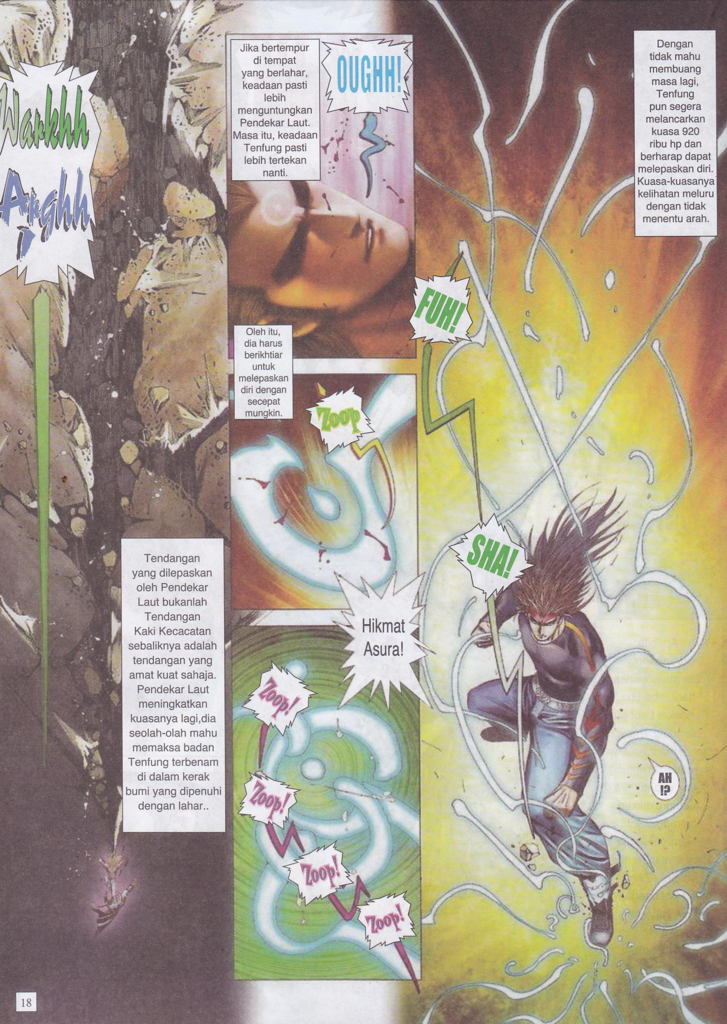 Warkhh
Arghh
Tendangan
yang dilepaskan
oleh Pendekar
Laut bukanlah
Tendangan
Kaki Kecacatan
sebaliknya adalah
tendangan yang
amat kuat sahaja.
Pendekar Laut
meningkatkan
kuasanya lagi,dia
seolah-olah mahu
memaksa badan
Tenfung terbenam
di dalam kerak
bumi yang dipenuhi
dengan lahar..
Jika bertempur
di tempat
yang berlahar,
keadaan pasti
lebih
menguntungkan
Pendekar Laut.
Masa itu, keadaan
Tenfung pasti
lebih tertekan
nanti.
OUGHH!
Oleh itu,
dia harus
berikhtiar
untuk
melepaskan
diri dengan
secepat
mungkin.
Zoop
Hikmat
Asura!
Zoop!
Zoop!
Zoop!
Zoop!
Dengan
tidak mahu
membuang
masa lagi,
Tenfung
pun segera
melancarkan
kuasa 920
ribu hp dan
berharap dapat
melepaskan diri.
Kuasa-kuasanya
kelihatan meluru
dengan tidak
menentu arah.
FUH!
SHA!
AH
!?
18